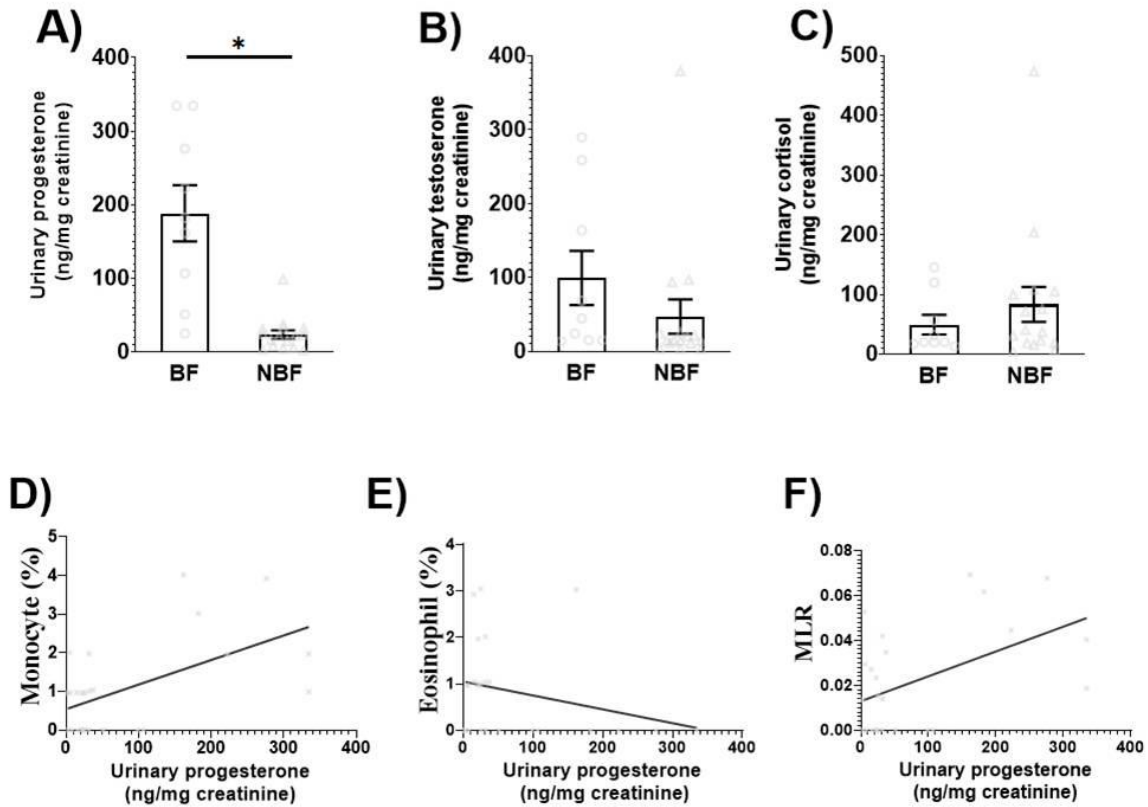 A)
*
Urinary progesterone
(ng/mg creatinine)
400
300
200
100
0
BF NBF
B)
Urinary testoserone
(ng/mg creatinine)
400
300
200
100
0
BF NBF
C)
Urinary cortisol
(ng/mg creatinine)
500
400
300
200
100
0
BF NBF
D)
Monocyte (%)
5
4
3
2
1
0
0 100 200 300 400
Urinary progesterone
(ng/mg creatinine)
E)
Eosinophil (%)
4
3
2
1
0
0 100 200 300 400
Urinary progesterone
(ng/mg creatinine)
F)
MLR
0.08
0.06
0.04
0.02
0.00
0 100 200 300 400
Urinary progesterone
(ng/mg creatinine)